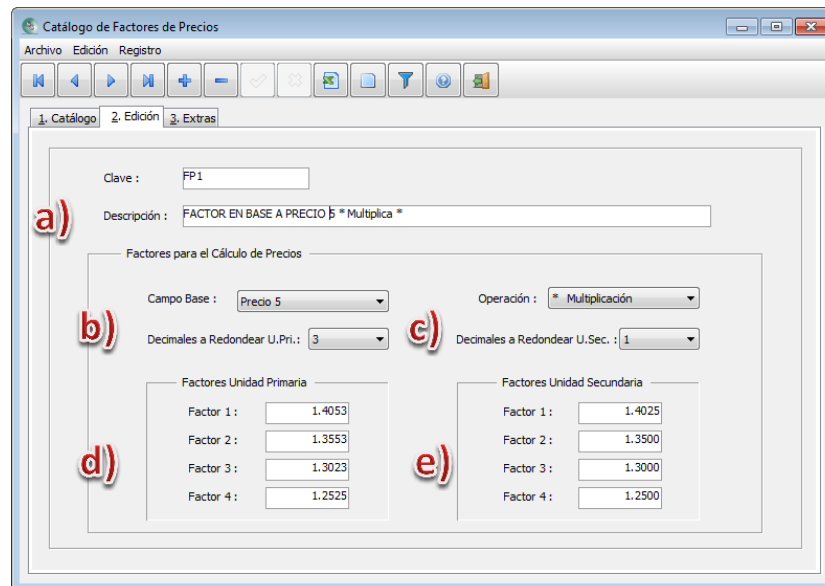 Catálogo de Factores de Precios
Archivo Edición Registro
1. Catálogo 2. Edición 3. Extras
Clave : FP1
a)
Descripción : FACTOR EN BASE A PRECIO 5 * Multiplica *
Factores para el Cálculo de Precios
Campo Base : Precio 5 Operación : * Multiplicación
b) c)
Decimales a Redondear U.Pri.: 3 Decimales a Redondear U.Sec. : 1
Factores Unidad Primaria Factores Unidad Secundaria
Factor 1 : 1.4053 Factor 1 : 1.4025
Factor 2 : 1.3553 Factor 2 : 1.3500
d) e)
Factor 3 : 1.3023 Factor 3 : 1.3000
Factor 4 : 1.2525 Factor 4 : 1.2500